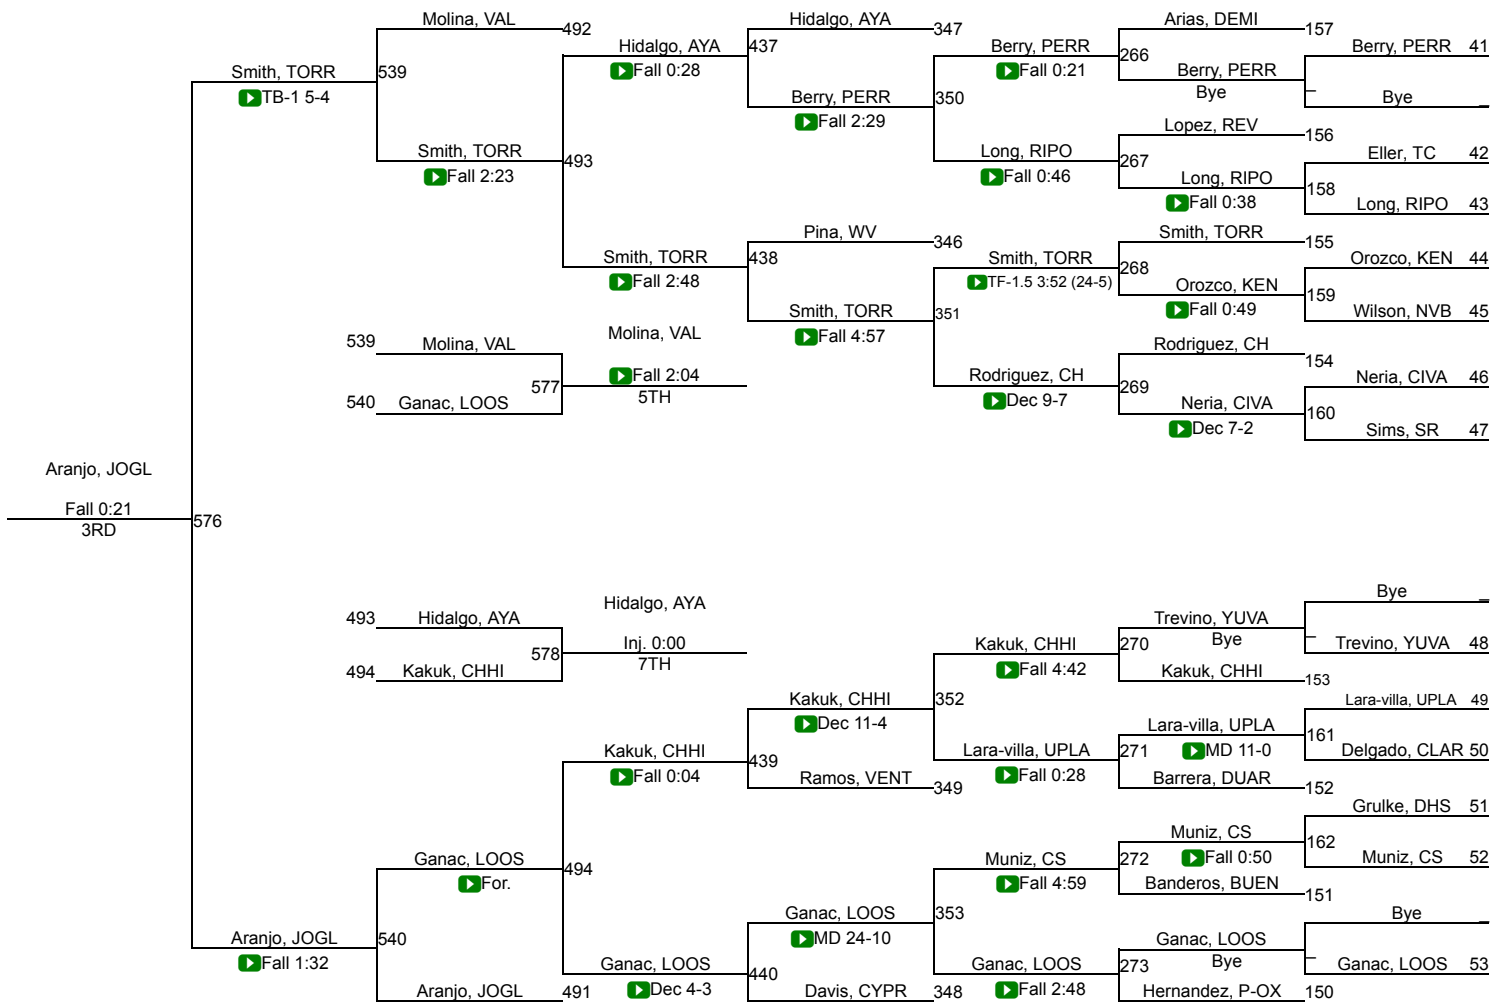 Molina, VAL
492
Hidalgo, AYA
347
Arias, DEMI
157
Hidalgo, AYA
437
Berry, PERR
266
Berry, PERR 41
Fall 0:28
Fall 0:21
Smith, TORR
539
Berry, PERR
TB-1 5-4
Berry, PERR
350
Bye
_
Bye
_
Fall 2:29
Lopez, REV
156
Smith, TORR
493
Long, RIPO
267
Eller, TC 42
Fall 2:23
Fall 0:46
Long, RIPO
158
Fall 0:38
Long, RIPO 43
Pina, WV
346
Smith, TORR
155
Smith, TORR
438
Smith, TORR
268
Orozco, KEN 44
Fall 2:48
TF-1.5 3:52 (24-5)
Orozco, KEN
159
Smith, TORR
351
Fall 0:49
Wilson, NVB 45
539
Molina, VAL
Molina, VAL
Fall 4:57
Rodriguez, CH
154
577
Fall 2:04
Rodriguez, CH
269
Neria, CIVA 46
540
Ganac, LOOS
5TH
Dec 9-7
Neria, CIVA
160
Dec 7-2
Sims, SR 47
Aranjo, JOGL
Fall 0:21
576
3RD
Bye
_
493
Hidalgo, AYA
Hidalgo, AYA
Trevino, YUVA
_
578
Inj. 0:00
Kakuk, CHHI
270
Bye
Trevino, YUVA 48
494
Kakuk, CHHI
7TH
Fall 4:42
Kakuk, CHHI
153
Kakuk, CHHI
352
Lara-villa, UPLA 49
Dec 11-4
Lara-villa, UPLA
161
Kakuk, CHHI
439
Lara-villa, UPLA
271
MD 11-0
Delgado, CLAR 50
Fall 0:04
Ramos, VENT
349
Fall 0:28
Barrera, DUAR
152
Grulke, DHS 51
Muniz, CS
162
Ganac, LOOS
494
Muniz, CS
272
Fall 0:50
Muniz, CS 52
For.
Fall 4:59
Banderos, BUEN
151
Ganac, LOOS
353
Bye
_
Aranjo, JOGL
540
MD 24-10
Ganac, LOOS
_
Fall 1:32
Ganac, LOOS
440
Ganac, LOOS
273
Bye
Ganac, LOOS 53
Aranjo, JOGL
491
Dec 4-3
Davis, CYPR
348
Fall 2:48
Hernandez, P-OX
150